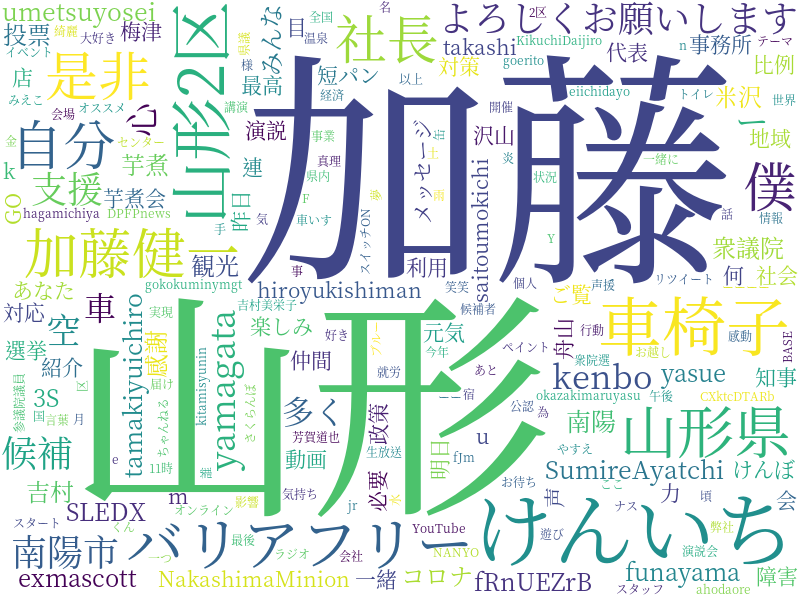 umetsuyosei
投票
梅津
イベント
大好き
綺麗
みえこ
オススメ
店
是非
山形2区
県議
全国
温泉
名
2区
様
みんな
目
最高
短パン
経済
社長
よろしくお願いします
takashi
代表
事務所
KikuchiDaijiro
n
テーマ
goerito
比例
対策
以上
eiichidayo
トイレ
世界
米沢
加藤
会場
講演
演説
心
自分
金
センター
芋煮
k
支援
芋煮会
連
昨日
GO
hagamichiya
DPFPnews
手
気
事業
真理
県内
F
車いす
スイッチON
メッセージ
夢
雨
土
沢山
saitoumokichi
開催
炎
状況
一緒に
Y
ー
地域
僕
話
情報
衆議院
加藤健一
観光
gokokuminymgt
事
利用
笑笑
個人
声援
リツイート
何
社会
あなた
hiroyukishiman
ご覧
対応
車
空
感謝
実現
吉村美栄子
楽しみ
好き
候補者
元気
今年
ブルー
ペイント
舟山
行動
感動
お越し
衆院選
BASE
車椅子
選挙
紹介
参議院議員
3S
国
言葉
月
区
tamakiyuichiro
届け
ちゃんねる
kitamisyunin
yamagata
さくらんぼ
仲間
就労
多く
政策
山形
あと
宿
kenbo
yasue
知事
okazakimaruyasu
午後
CXktcDTARb
公認
為
南陽
山形県
候補
11時
雑
芳賀道也
生放送
動画
明日
u
fJm
必要
やすえ
お待ち
SumireAyatchi
けんぼ
吉村
e
m
影響
気持ち
水
jr
声
ここ
力
頃
会
スタート
SLEDX
オンライン
ナス
弊社
南陽市
バリアフリー
けんいち
くん
一つ
最後
ラジオ
会社
YouTube
NANYO
遊び
演説会
exmascott
NakashimaMinion
一緒
コロナ
fRnUEZrB
スタッフ
funayama
ahodaore
障害